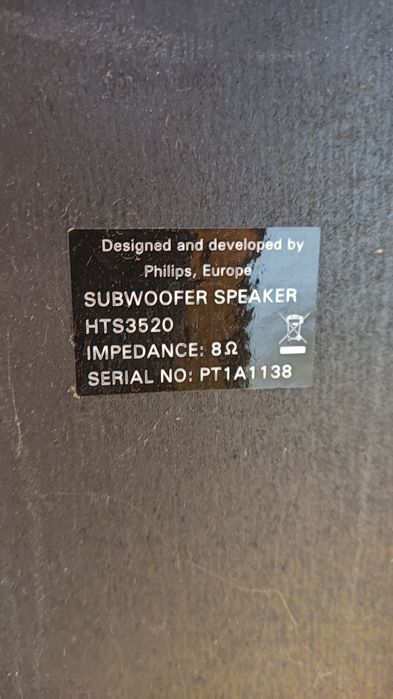 Designed and developed by
Philips, Europe
SUBWOOFER SPEAKER
HTS3520
IMPEDANCE: 8Ω
SERIAL NO: PT1A1138